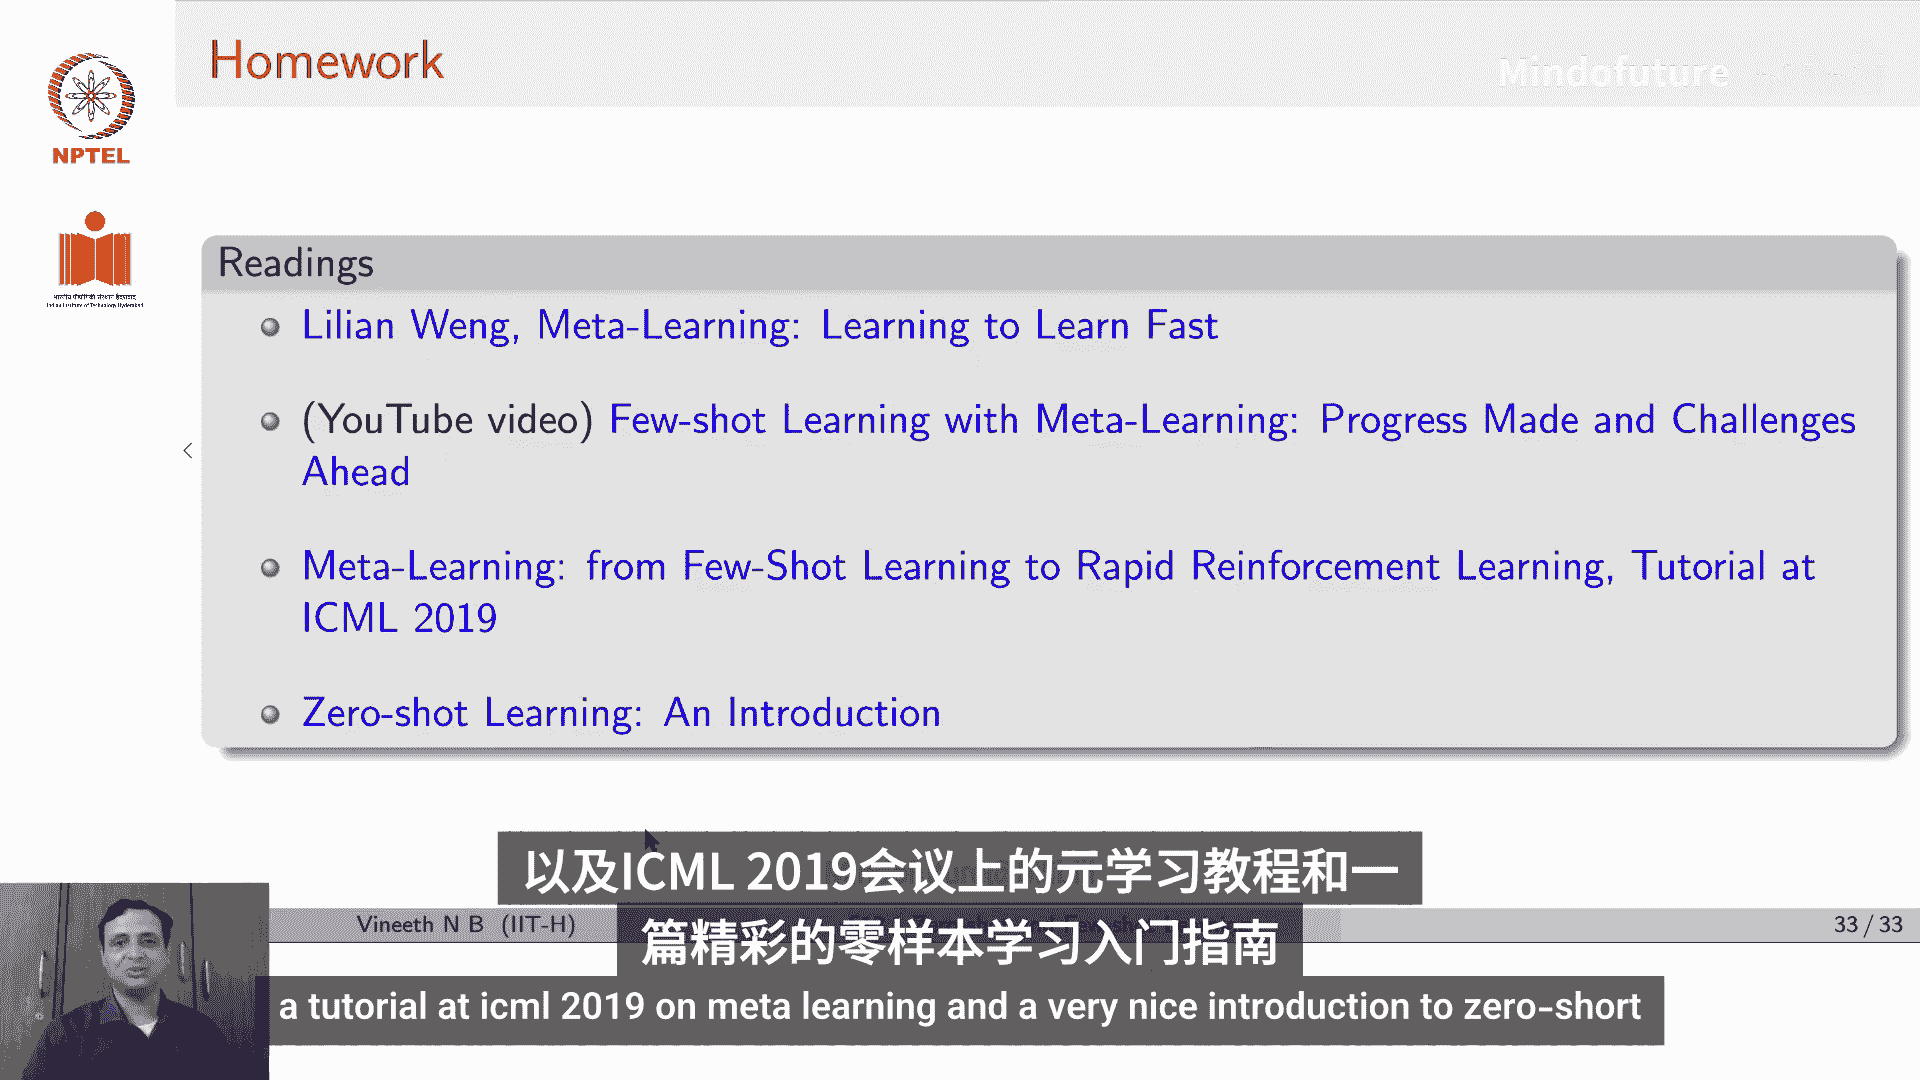 Homework
Mindofuture
NPTEL
Indian Institute of Technology Hyderabad
Readings
Lilian Weng, Meta-Learning: Learning to Learn Fast
(YouTube video) Few-shot Learning with Meta-Learning: Progress Made and Challenges
Ahead
Meta-Learning: from Few-Shot Learning to Rapid Reinforcement Learning, Tutorial at
ICML 2019
Zero-shot Learning: An Introduction
以及ICML 2019会议上的元学习教程和一
Vineeth N B (IIT-H)
33 / 33
篇精彩的零样本学习入门指南
a tutorial at icml 2019 on meta learning and a very nice introduction to zero-short